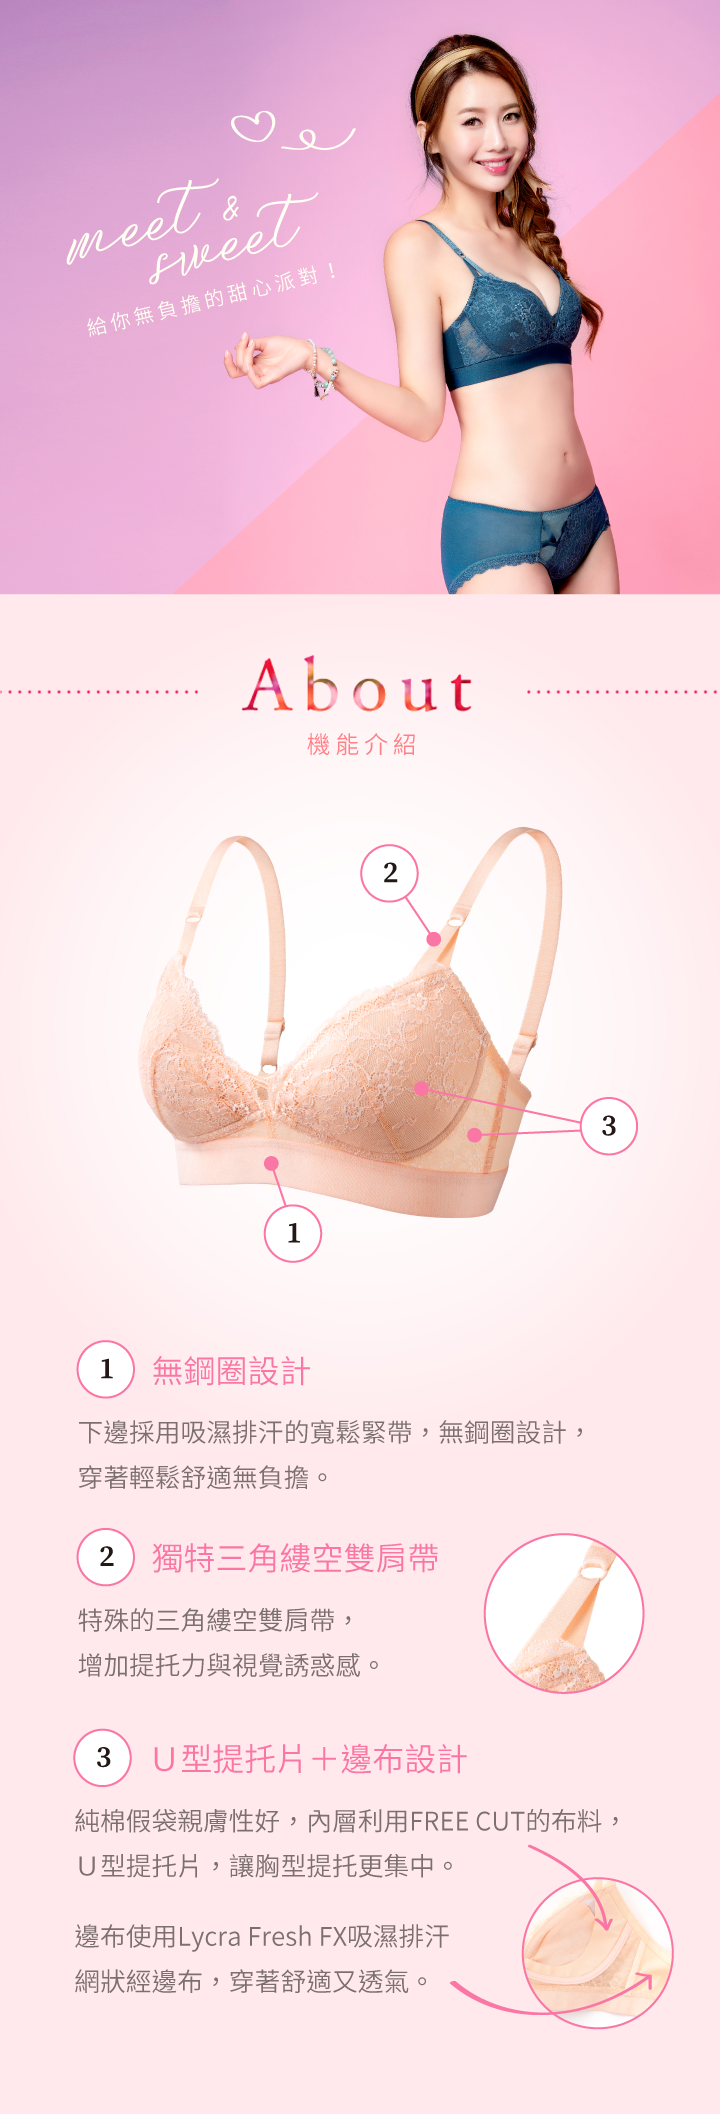 meet &
sweet
給你無負擔的甜心派對！
About
機能介紹
2
3
1
1 無鋼圈設計
下邊採用吸濕排汗的寬鬆緊帶，無鋼圈設計，
穿著輕鬆舒適無負擔。
2 獨特三角縷空雙肩帶
特殊的三角縷空雙肩帶，
增加提托力與視覺誘惑感。
3 U型提托片＋邊布設計
純棉假袋親膚性好，內層利用FREE CUT的布料，
U型提托片，讓胸型提托更集中。
邊布使用Lycra Fresh FX吸濕排汗
網狀經邊布，穿著舒適又透氣。